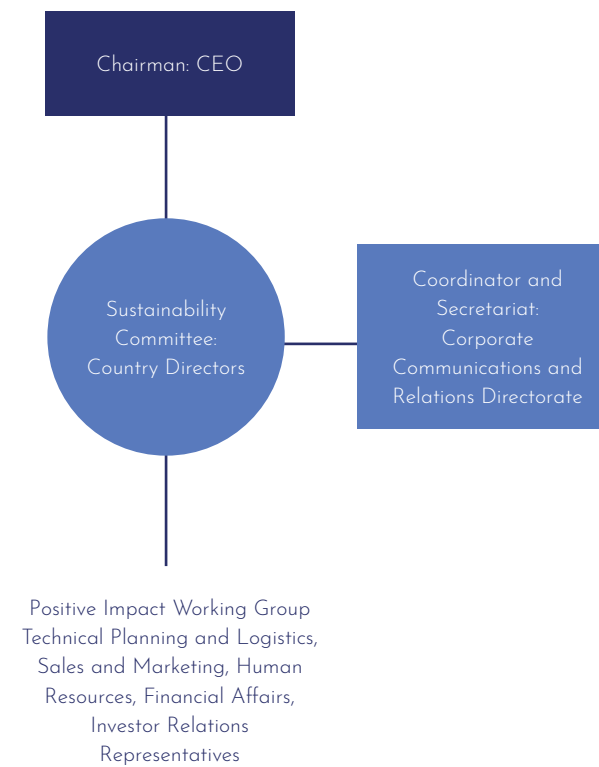 Chairman: CEO
Sustainability
Committee:
Country Directors
Coordinator and
Secretariat:
Corporate
Communications and
Relations Directorate
Positive Impact Working Group
Technical Planning and Logistics,
Sales and Marketing, Human
Resources, Financial Affairs,
Investor Relations
Representatives